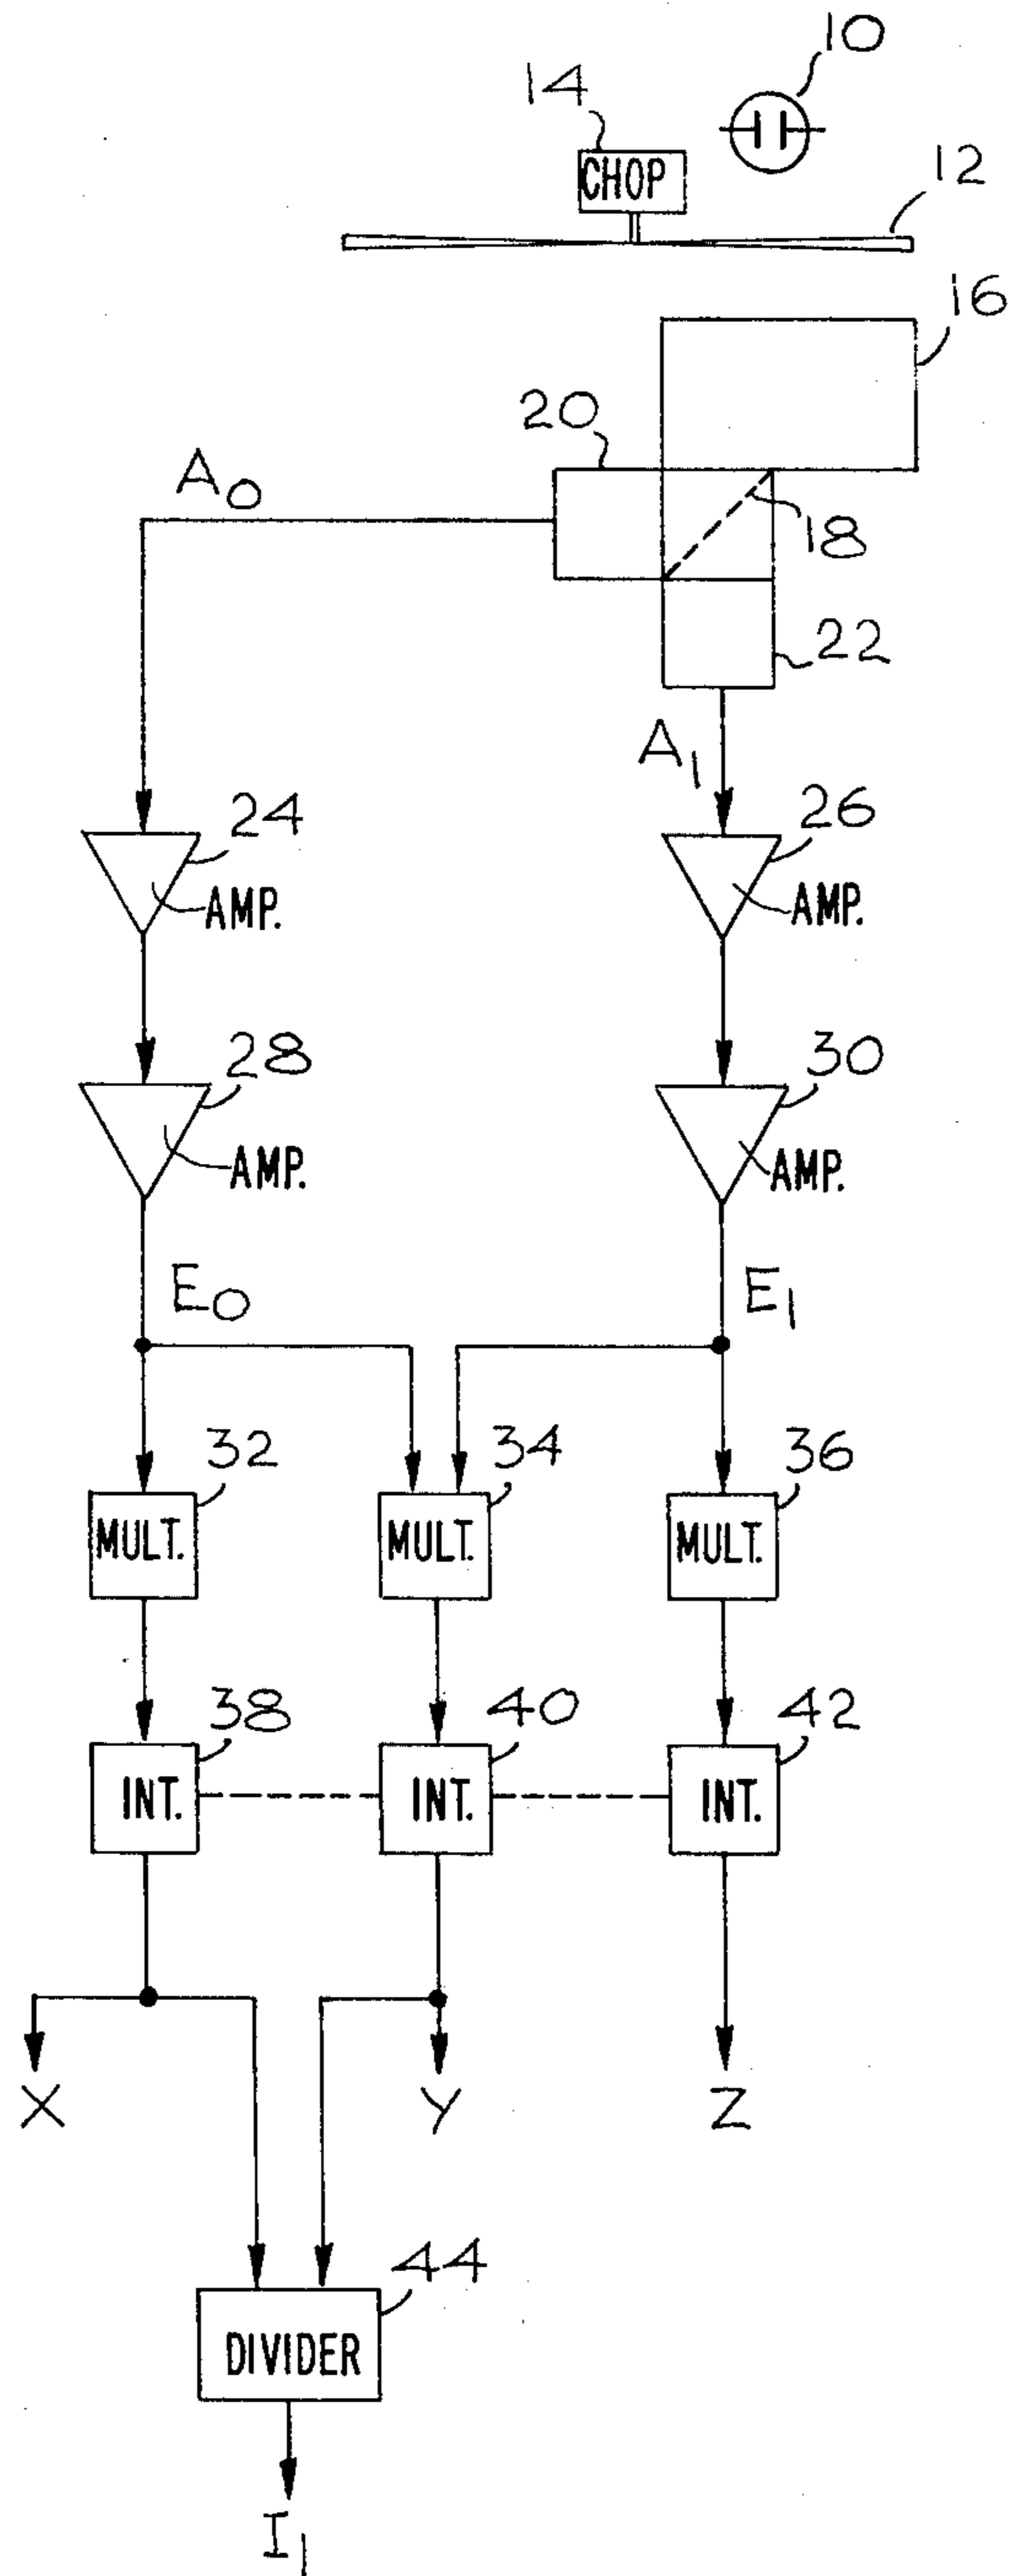 10
14
CHOP
12
16
20
A0
18
22
A1
24
26
AMP.
AMP.
28
30
AMP.
AMP.
E0
E1
32
34
36
MULT.
MULT.
MULT.
38
40
42
INT.
INT.
INT.
X
Y
Z
44
DIVIDER
I1